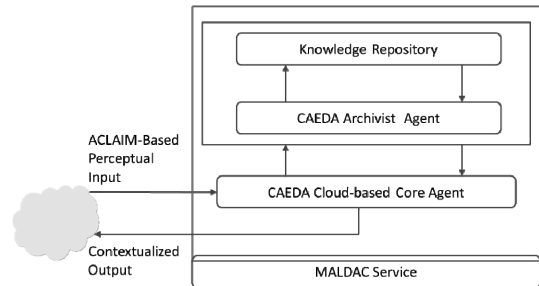 Knowledge Repository
CAEDA Archivist Agent
ACLAIM-Based
Perceptual
Input
CAEDA Cloud-based Core Agent
Contextualized
Output
MALDAC Service